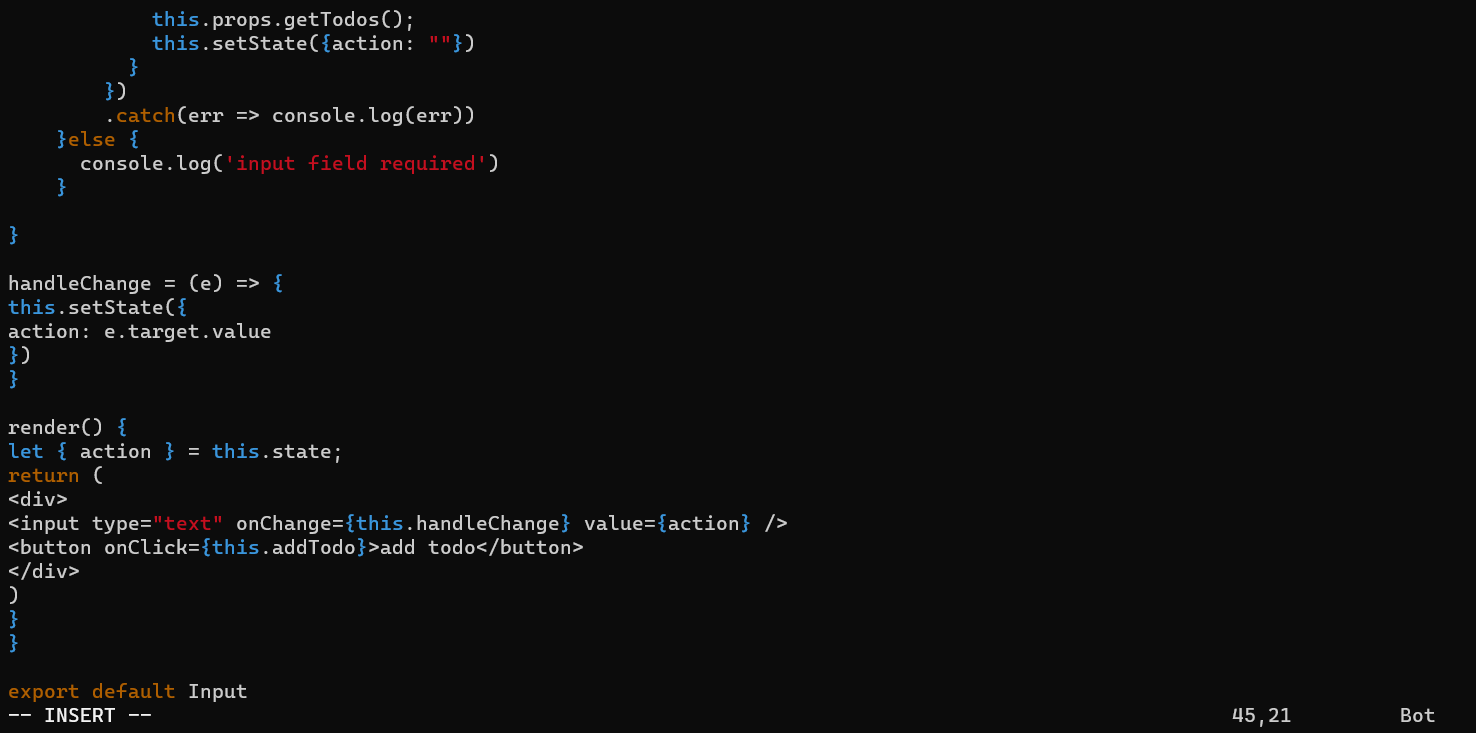 this.props.getTodos();
            this.setState({action: ""})
          }
        })
        .catch(err => console.log(err))
    }else {
      console.log('input field required')
    }

}

handleChange = (e) => {
this.setState({
action: e.target.value
})
}

render() {
let { action } = this.state;
return (
<div>
<input type="text" onChange={this.handleChange} value={action} />
<button onClick={this.addTodo}>add todo</button>
</div>
)
}
}

export default Input
-- INSERT -- 45,21 Bot